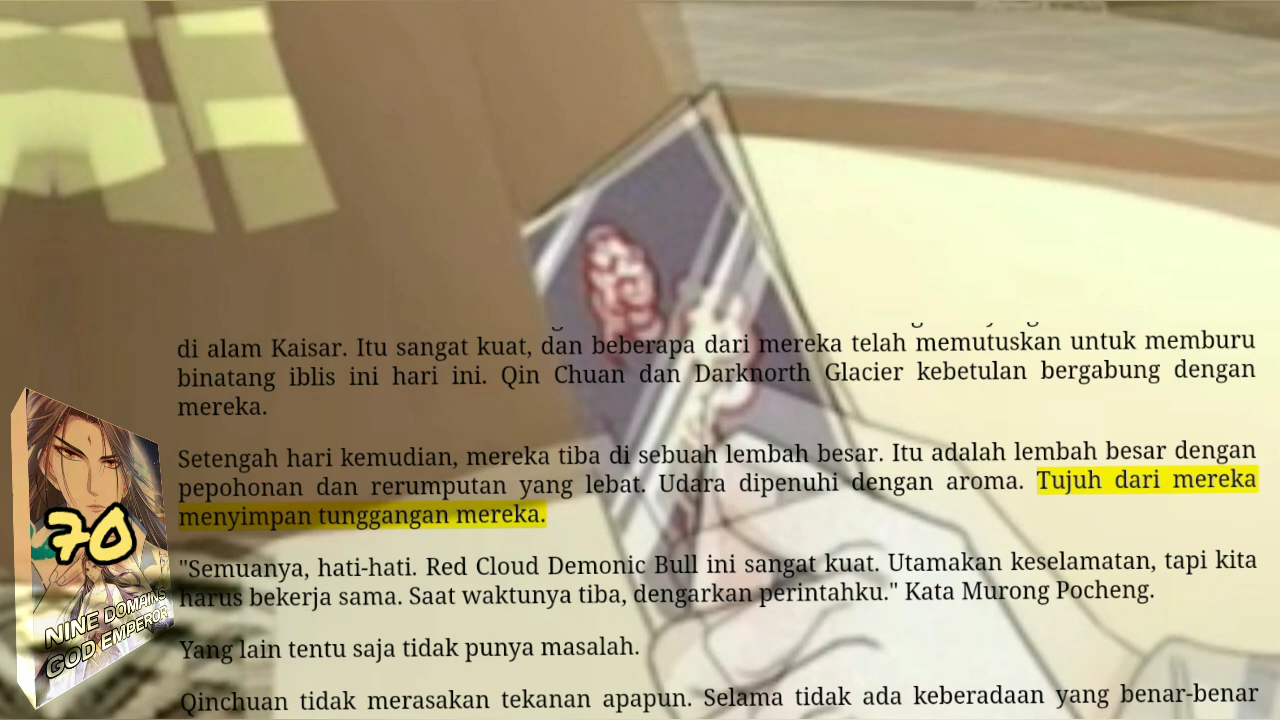 di alam Kaisar. Itu sangat kuat, dan beberapa dari mereka telah memutuskan untuk memburu
binatang iblis ini hari ini. Qin Chuan dan Darknorth Glacier kebetulan bergabung dengan
mereka.
Setengah hari kemudian, mereka tiba di sebuah lembah besar. Itu adalah lembah besar dengan
pepohonan dan rerumputan yang lebat. Udara dipenuhi dengan aroma. Tujuh dari mereka
menyimpan tunggangan mereka.
"Semuanya, hati-hati. Red Cloud Demonic Bull ini sangat kuat. Utamakan keselamatan, tapi kita
harus bekerja sama. Saat waktunya tiba, dengarkan perintahku." Kata Murong Pocheng.
Yang lain tentu saja tidak punya masalah.
Qinchuan tidak merasakan tekanan apapun. Selama tidak ada keberadaan yang benar-benar
70
NINE DOMAINS
GOD EMPEROR